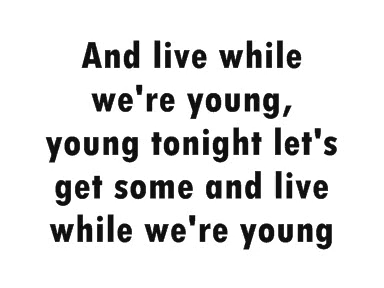 And live while
we're young,
young tonight let's
get some and live
while we're young